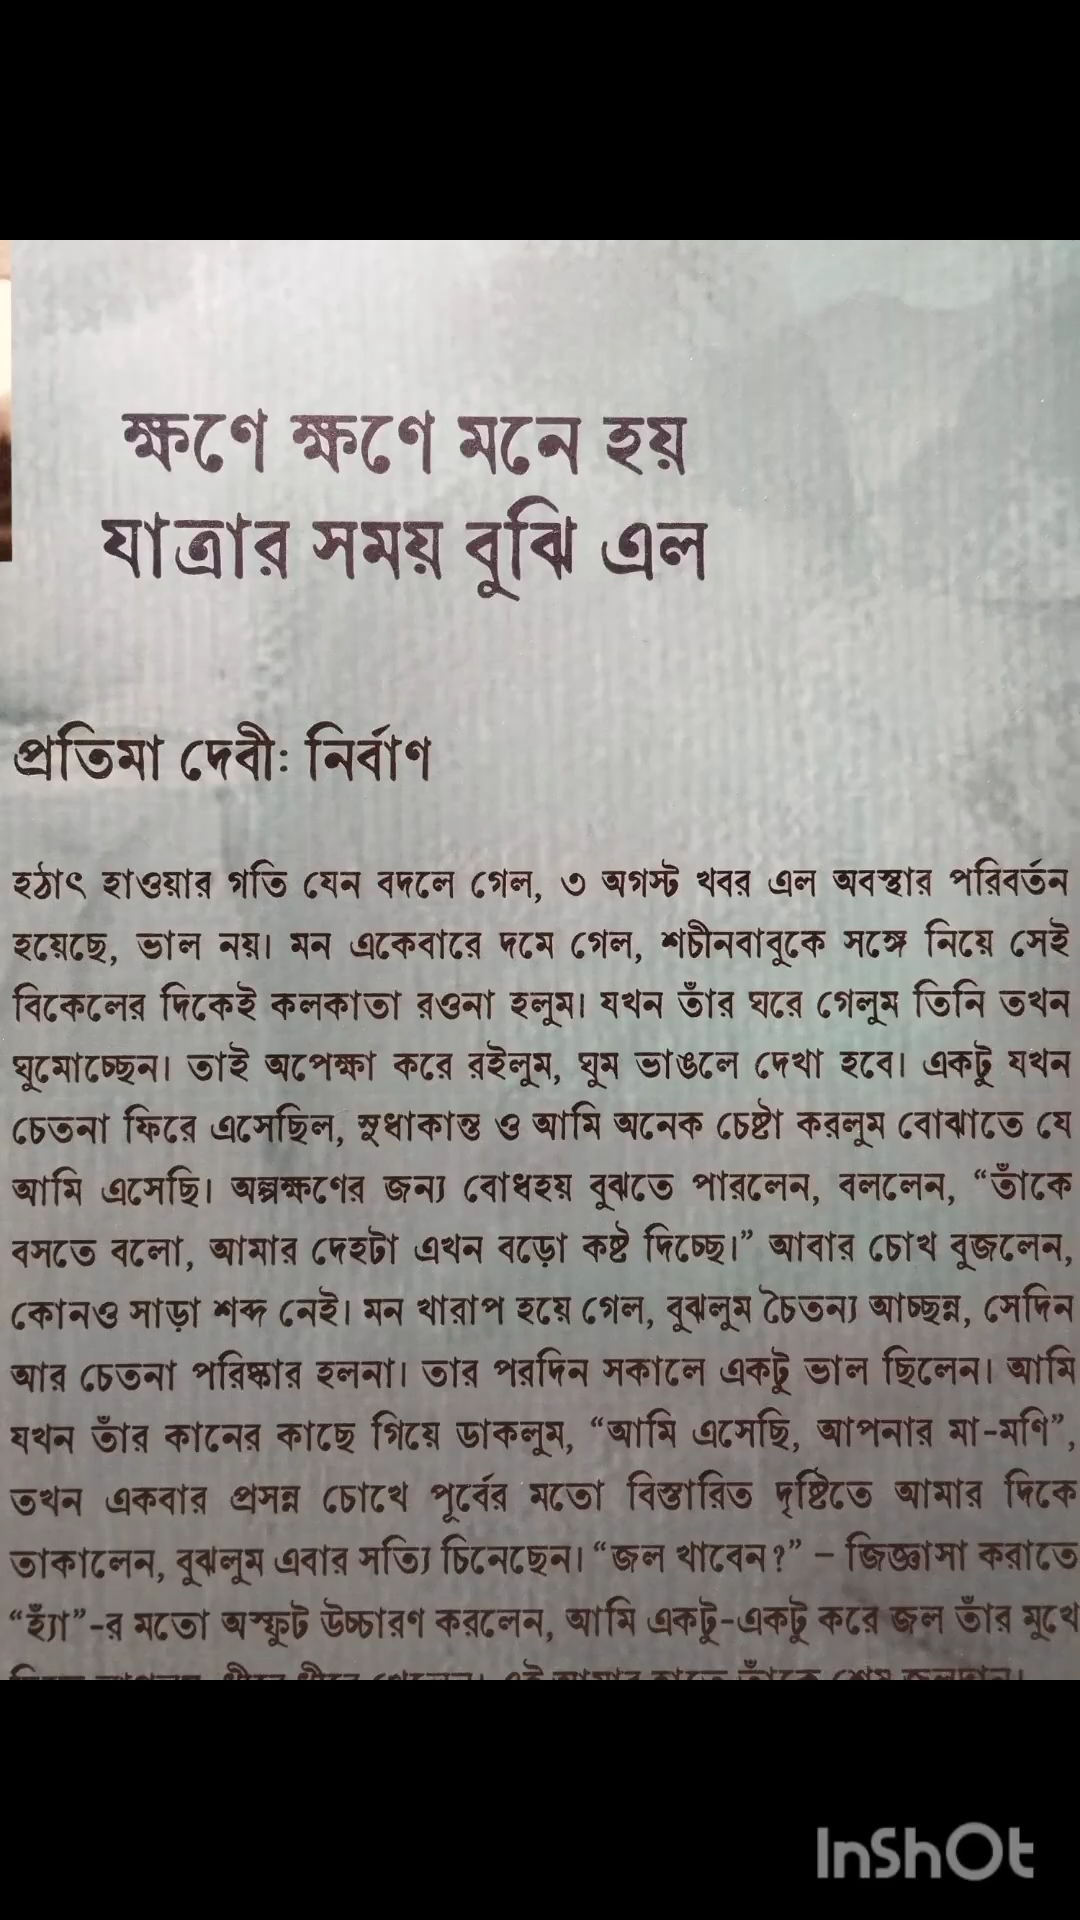 ক্ষণে ক্ষণে মনে হয়
যাত্রার সময় বুঝি এল
প্রতিমা দেবী: নির্বাণ
হঠাৎ হাওয়ার গতি যেন বদলে গেল, ৩ অগস্ট খবর এল অবস্থার পরিবর্তন
হয়েছে, ভাল নয়। মন একেবারে দমে গেল, শচীনবাবুকে সঙ্গে নিয়ে সেই
বিকেলের দিকেই কলকাতা রওনা হলুম। যখন তাঁর ঘরে গেলুম তিনি তখন
ঘুমোচ্ছেন। তাই অপেক্ষা করে রইলুম, ঘুম ভাঙলে দেখা হবে। একটু যখন
চেতনা ফিরে এসেছিল, সুধাকান্ত ও আমি অনেক চেষ্টা করলুম বোঝাতে যে
আমি এসেছি। অল্পক্ষণের জন্য বোধহয় বুঝতে পারলেন, বললেন, “তাঁকে
বসতে বলো, আমার দেহটা এখন বড়ো কষ্ট দিচ্ছে।” আবার চোখ বুজলেন,
কোনও সাড়া শব্দ নেই। মন খারাপ হয়ে গেল, বুঝলুম চৈতন্য আচ্ছন্ন, সেদিন
আর চেতনা পরিষ্কার হলনা। তার পরদিন সকালে একটু ভাল ছিলেন। আমি
যখন তাঁর কানের কাছে গিয়ে ডাকলুম, “আমি এসেছি, আপনার মা-মণি”,
তখন একবার প্রসন্ন চোখে পূর্বের মতো বিস্তারিত দৃষ্টিতে আমার দিকে
তাকালেন, বুঝলুম এবার সত্যি চিনেছেন। “জল খাবেন?” – জিজ্ঞাসা করাতে
“হ্যাঁ”-র মতো অস্ফুট উচ্চারণ করলেন, আমি একটু-একটু করে জল তাঁর মুখে
InShOt